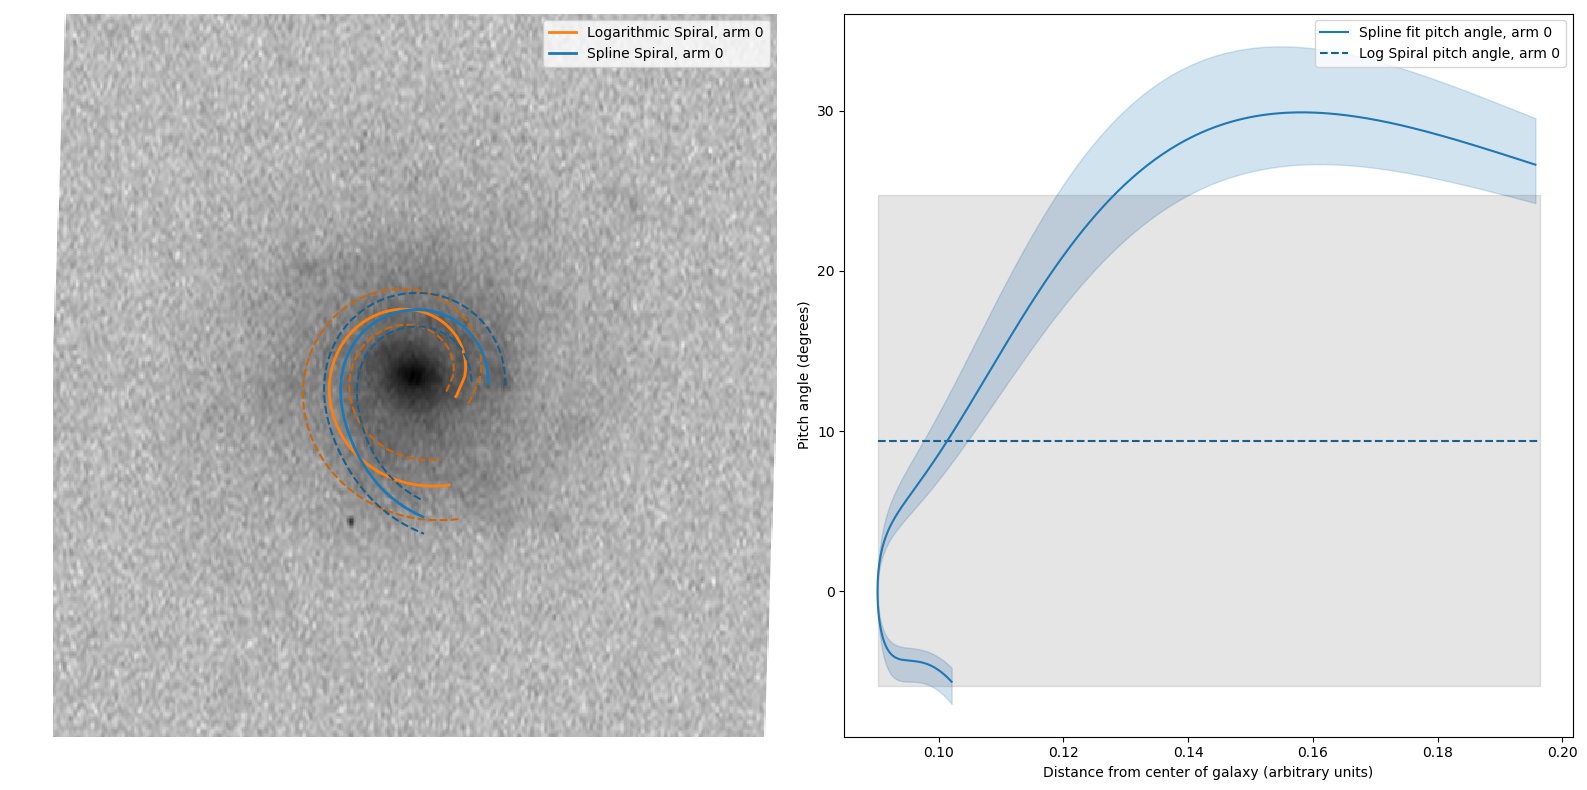 Logarithmic Spiral, arm 0
Spline Spiral, arm 0
Spline fit pitch angle, arm 0
Log Spiral pitch angle, arm 0
Pitch angle (degrees)
30
20
10
0
0.10 0.12 0.14 0.16 0.18 0.20
Distance from center of galaxy (arbitrary units)